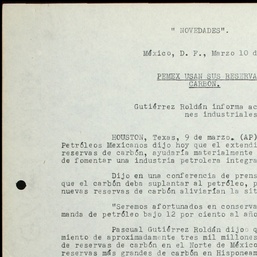 " NOVEDADES".
México, D. F., Marzo 10 d
PEMEX USAN SUS RESERVA
CARBON.
Gutiérrez Roldán informa ac
nes industriales
HOUSTON, Texas, 9 de marzo. (AP)
Petróleos Mexicanos dijo hoy que el extendi
reservas de carbón, ayudaría materialmente
de fomentar una industria petrolera integra
Dijo en una conferencia de prens
que el carbón deba suplantar al petróleo, p
nuevas reservas de carbón aliviarían la sit
"Seremos afortunados en conserva
manda de petróleo bajo 12 por ciento al año
Pascual Gutiérrez Roldán dijo q
miento de aproximadamente tres mil millones
de reservas de carbón en el Norte de México
reservas más grandes de carbón en Hisponeam